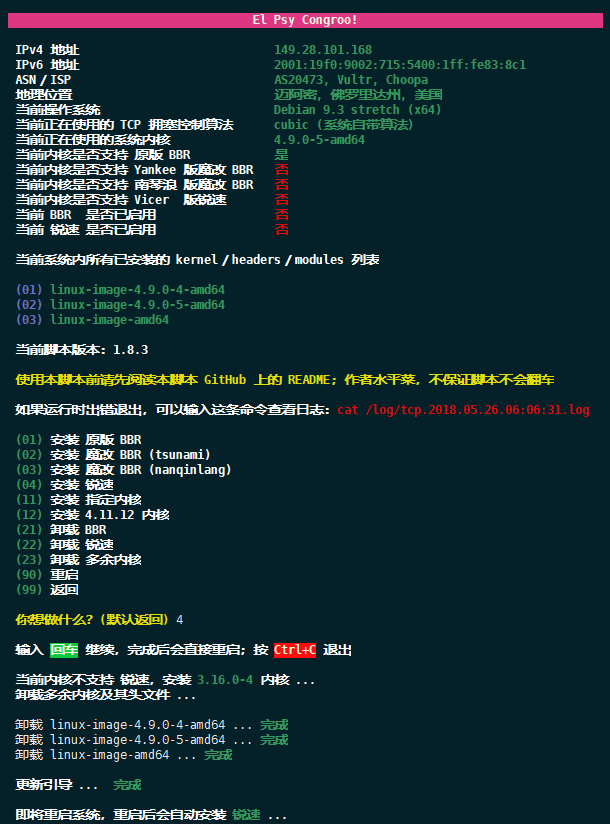 El Psy Congroo!
IPv4 地址 149.28.101.168
IPv6 地址 2001:19f0:9002:715:5400:1ff:fe83:8c1
ASN / ISP AS20473, Vultr, Choopa
地理位置 迈阿密, 佛罗里达州, 美国
当前操作系统 Debian 9.3 stretch (x64)
当前正在使用的 TCP 拥塞控制算法 cubic (系统自带算法)
当前正在使用的系统内核 4.9.0-5-amd64
当前内核是否支持 原版 BBR 是
当前内核是否支持 Yankee 版魔改 BBR 否
当前内核是否支持 南琴浪 版魔改 BBR 否
当前内核是否支持 Vicer 版锐速 否
当前 BBR 是否已启用 否
当前 锐速 是否已启用 否
当前系统内所有已安装的 kernel / headers / modules 列表
(01) linux-image-4.9.0-4-amd64
(02) linux-image-4.9.0-5-amd64
(03) linux-image-amd64
当前脚本版本: 1.8.3
使用本脚本前请先阅读本脚本 GitHub 上的 README; 作者水平菜, 不保证脚本不会翻车
如果运行时出错退出, 可以输入这条命令查看日志: cat /log/tcp.2018.05.26.06:06:31.log
(01) 安装 原版 BBR
(02) 安装 魔改 BBR (tsunami)
(03) 安装 魔改 BBR (nanqinlang)
(04) 安装 锐速
(11) 安装 指定内核
(12) 安装 4.11.12 内核
(21) 卸载 BBR
(22) 卸载 锐速
(23) 卸载 多余内核
(90) 重启
(99) 返回
你想做什么? (默认返回) 4
输入 回车 继续, 完成后会直接重启; 按 Ctrl+C 退出
当前内核不支持 锐速, 安装 3.16.0-4 内核 ...
卸载多余内核及其头文件 ...
卸载 linux-image-4.9.0-4-amd64 ... 完成
卸载 linux-image-4.9.0-5-amd64 ... 完成
卸载 linux-image-amd64 ... 完成
更新引导 ... 完成
即将重启系统, 重启后会自动安装 锐速 ...